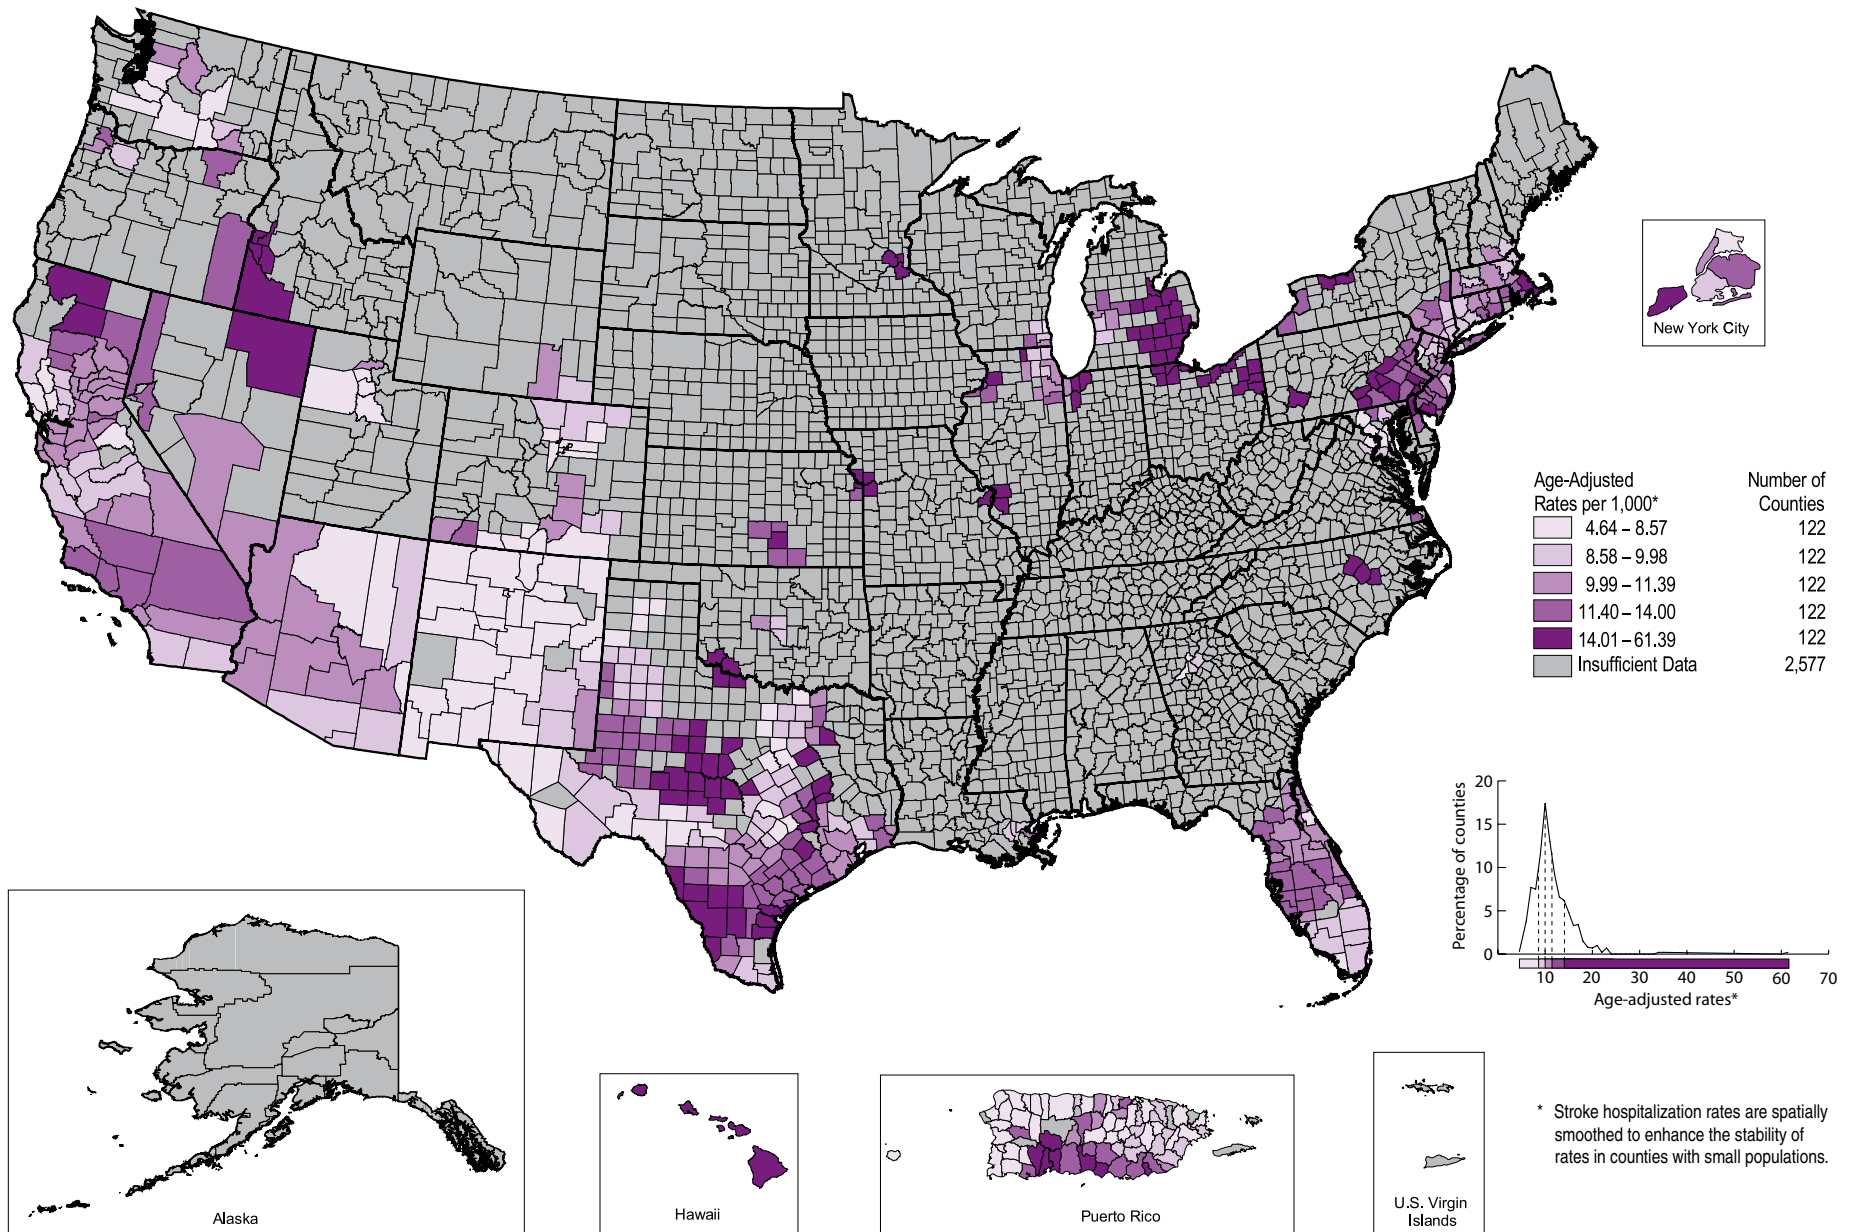 New York City
Age-Adjusted
Rates per 1,000*
Number of
Counties
4.64 – 8.57 122
8.58 – 9.98 122
9.99 – 11.39 122
11.40 – 14.00 122
14.01 – 61.39 122
Insufficient Data 2,577
Percentage of counties
20
15
10
5
0
10 20 30 40 50 60 70
Age-adjusted rates*
* Stroke hospitalization rates are spatially
smoothed to enhance the stability of
rates in counties with small populations.
Alaska
Hawaii
Puerto Rico
U.S. Virgin
Islands